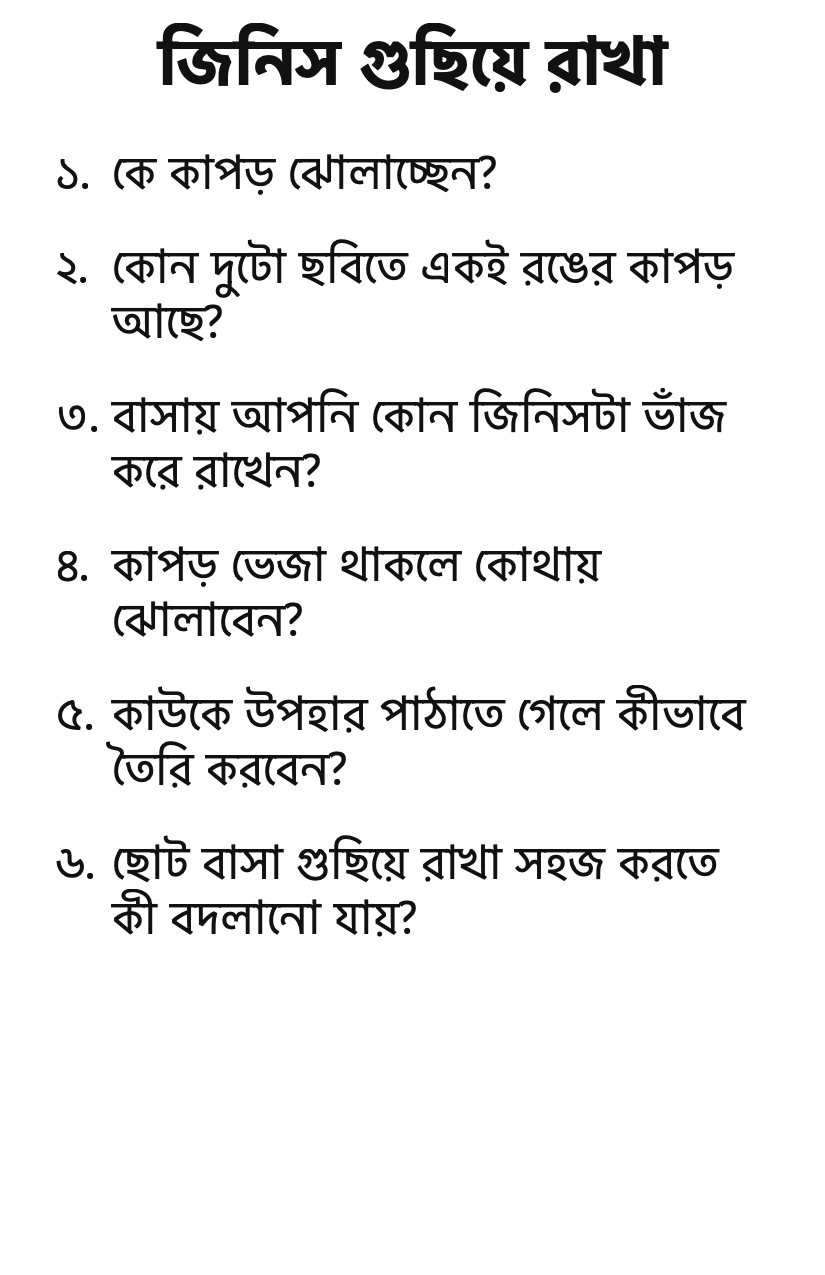 জিনিস গুছিয়ে রাখা
১. কে কাপড় ঝোলাচ্ছেন?
২. কোন দুটো ছবিতে একই রঙের কাপড়
আছে?
৩. বাসায় আপনি কোন জিনিসটা ভাঁজ
করে রাখেন?
৪. কাপড় ভেজা থাকলে কোথায়
ঝোলাবেন?
৫. কাউকে উপহার পাঠাতে গেলে কীভাবে
তৈরি করবেন?
৬. ছোট বাসা গুছিয়ে রাখা সহজ করতে
কী বদলানো যায়?